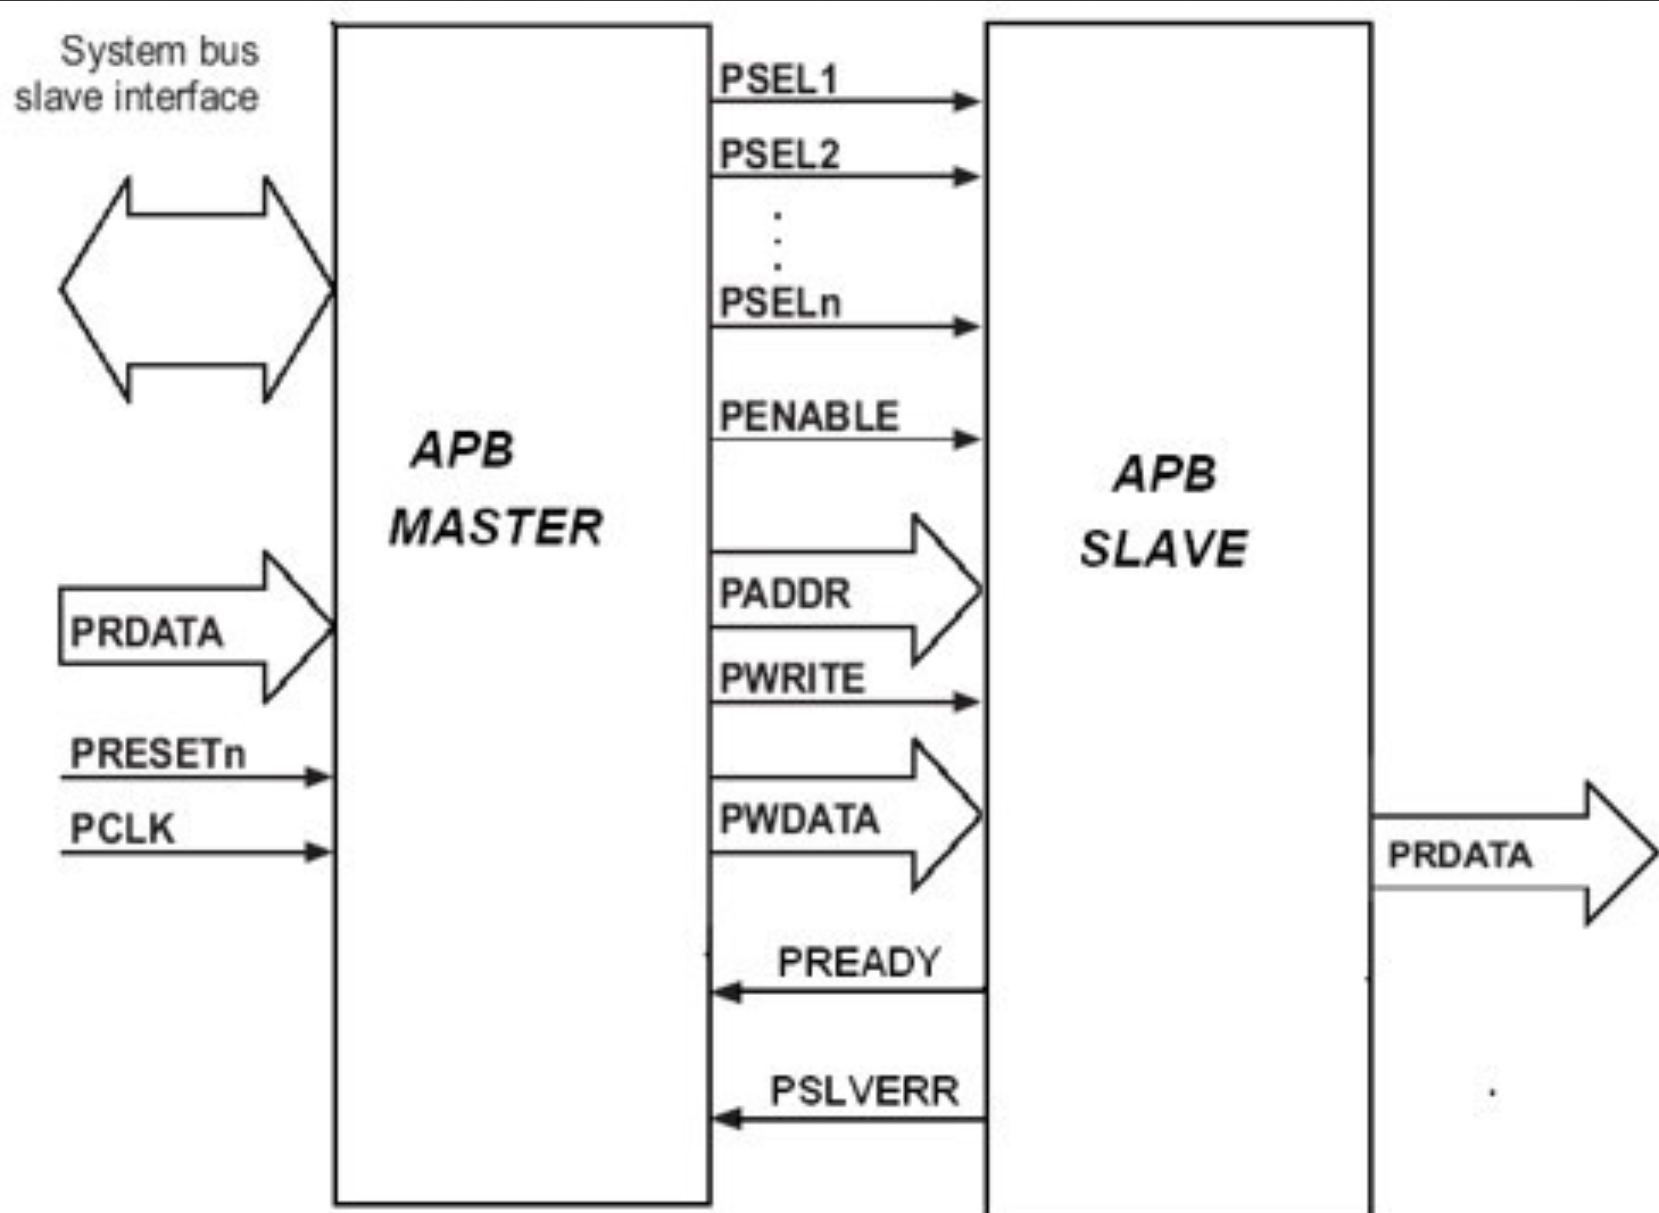 System bus
slave interface
PSEL1
PSEL2
PSELn
PENABLE
APB
MASTER
APB
SLAVE
PADDR
PRDATA
PWRITE
PRESETn
PWDATA
PCLK
PRDATA
PREADY
PSLVERR